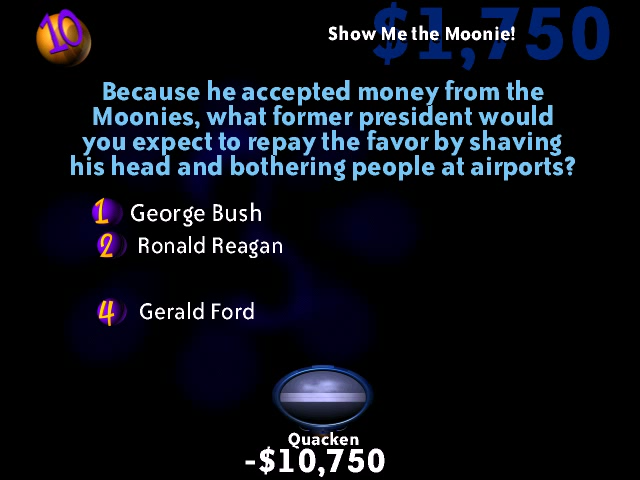 10
Show Me the Moonie!
$1,750
Because he accepted money from the
Moonies, what former president would
you expect to repay the favor by shaving
his head and bothering people at airports?
1 George Bush
2 Ronald Reagan
4 Gerald Ford
Quacken
-$10,750